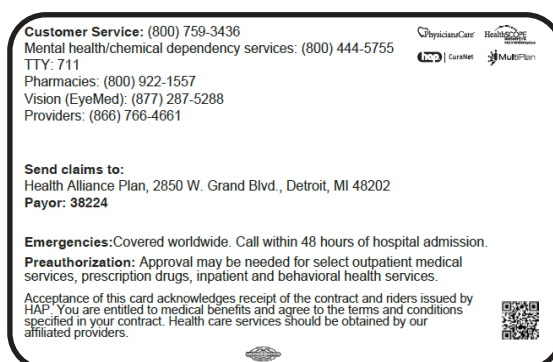 Customer Service: (800) 759-3436
Mental health/chemical dependency services: (800) 444-5755
TTY: 711
Pharmacies: (800) 922-1557
Vision (EyeMed): (877) 287-5288
Providers: (866) 766-4661
PhysiciansCare HealthSCOPE
BENEFITS
hap CuraNet MultiPlan
Send claims to:
Health Alliance Plan, 2850 W. Grand Blvd., Detroit, MI 48202
Payor: 38224
Emergencies:Covered worldwide. Call within 48 hours of hospital admission.
Preauthorization: Approval may be needed for select outpatient medical
services, prescription drugs, inpatient and behavioral health services.
Acceptance of this card acknowledges receipt of the contract and riders issued by
HAP. You are entitled to medical benefits and agree to the terms and conditions
specified in your contract. Health care services should be obtained by our
affiliated providers.